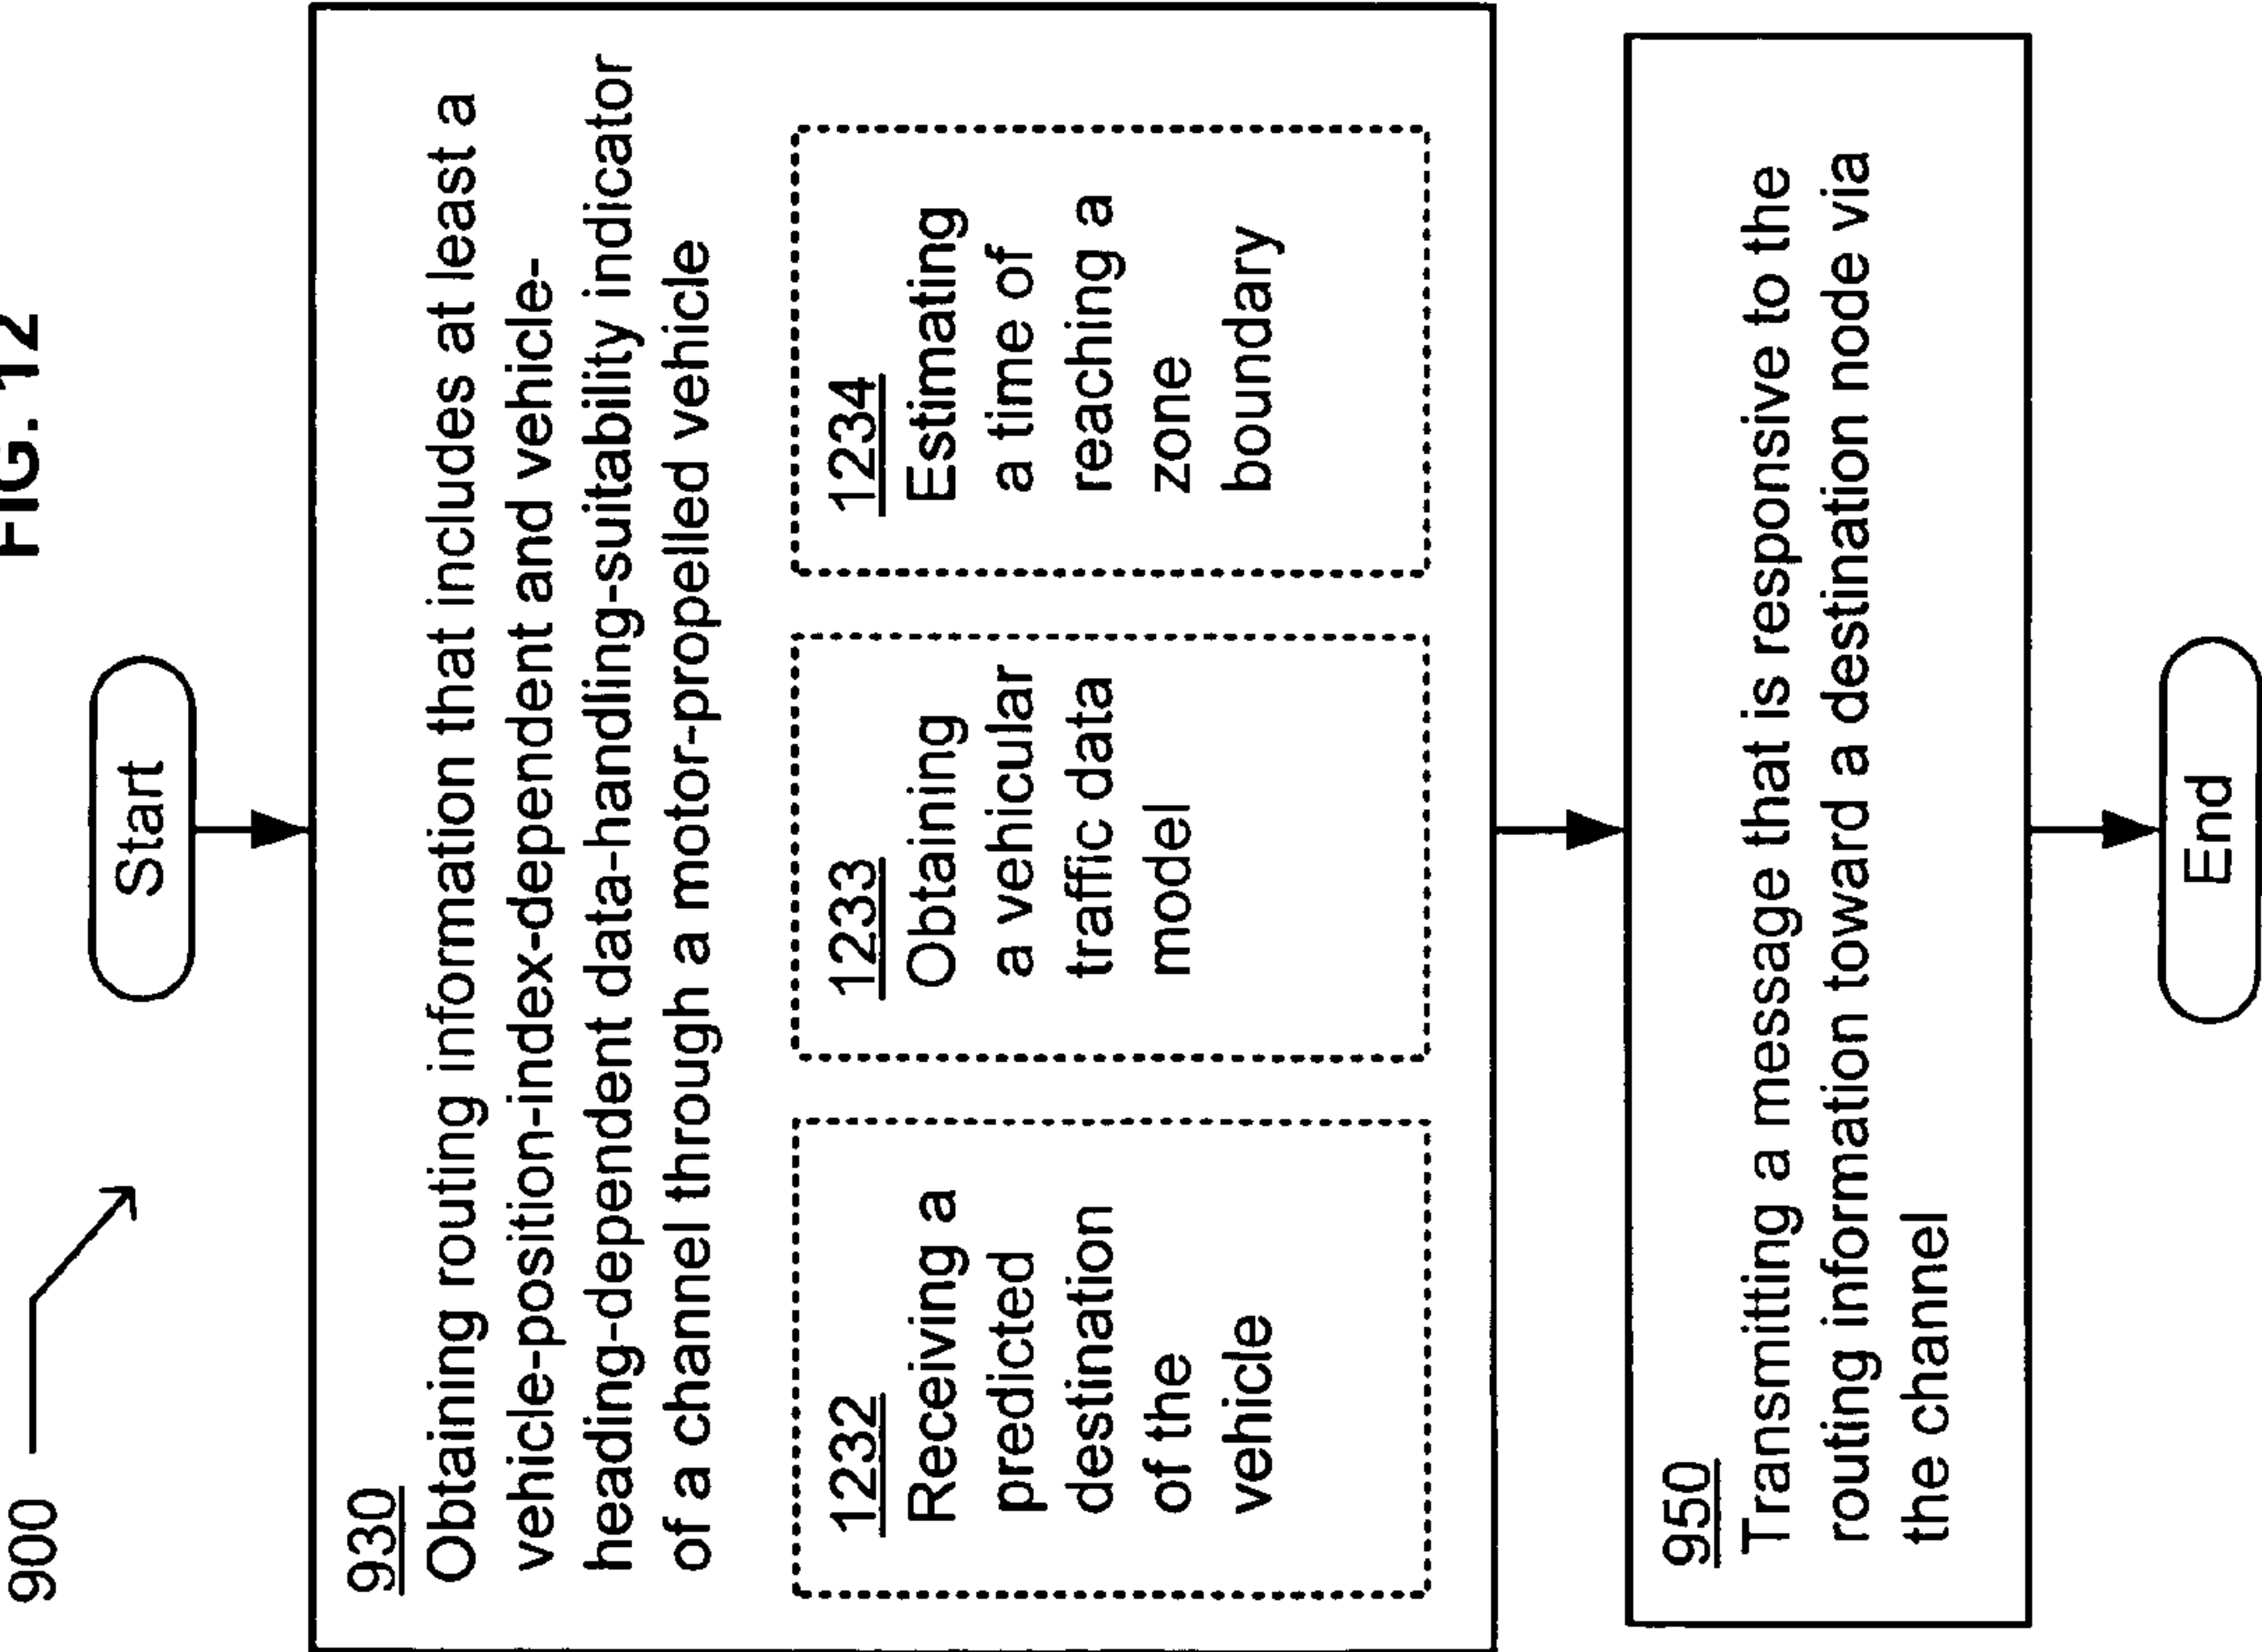 FIG. 12
900
Start
930
Obtaining routing information that includes at least a
vehicle-position-index-dependent and vehicle-
heading-dependent data-handling-suitability indicator
of a channel through a motor-propelled vehicle
1232
Receiving a
predicted
destination
of the
vehicle
1233
Obtaining
a vehicular
traffic data
model
1234
Estimating
a time of
reaching a
zone
boundary
950
Transmitting a message that is responsive to the
routing information toward a destination node via
the channel
End